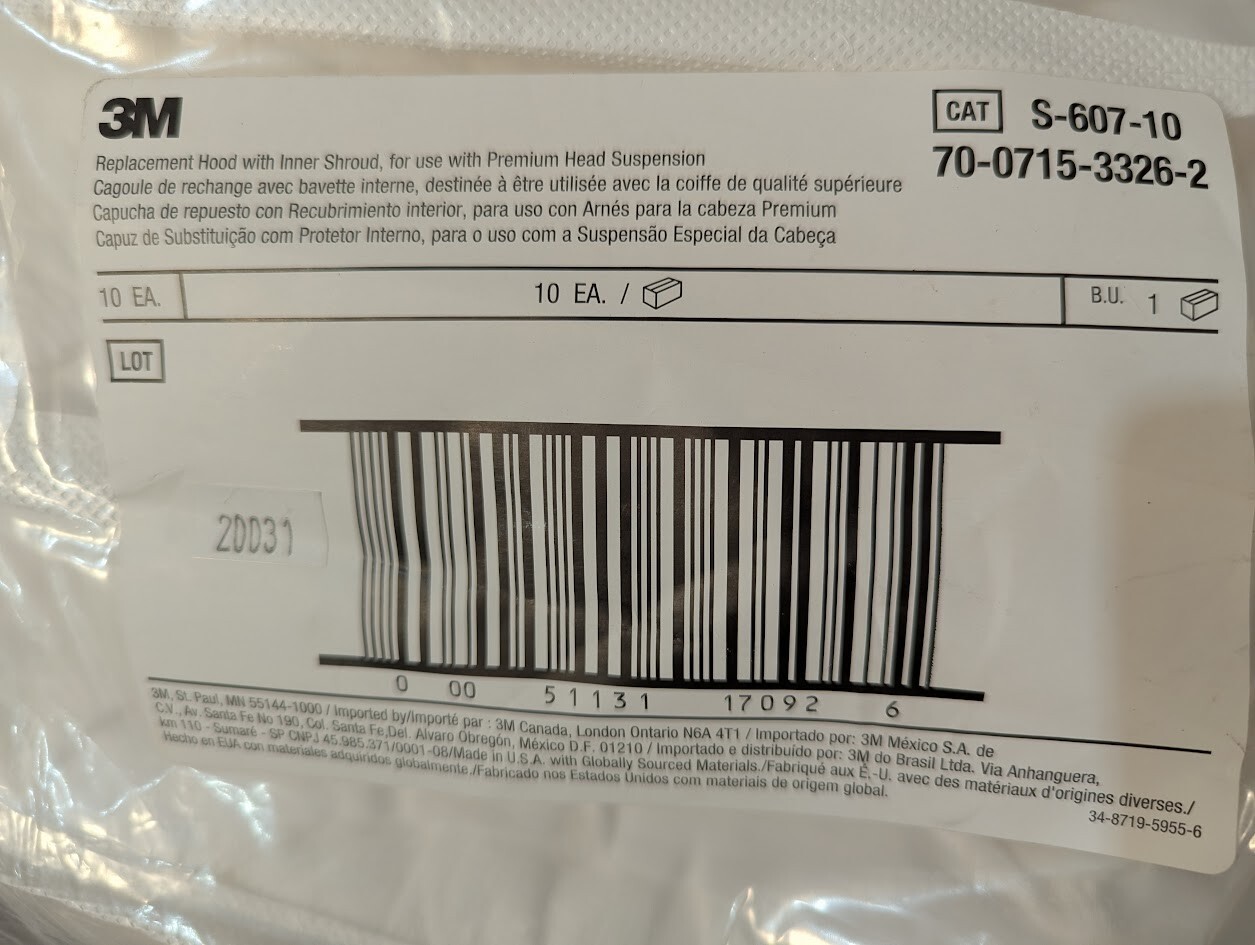 3M
CAT S-607-10
70-0715-3326-2
Replacement Hood with Inner Shroud, for use with Premium Head Suspension
Cagoule de rechange avec bavette interne, destinée à être utilisée avec la coiffe de qualité supérieure
Capucha de repuesto con Recubrimiento interior, para uso con Arnés para la cabeza Premium
Capuz de Substituição com Protetor Interno, para o uso com a Suspensão Especial da Cabeça
10 EA. 10 EA. / B.U. 1
LOT
20031
0 00 51131 17092 6
3M, St. Paul, MN 55144-1000 / Imported by/Importé par : 3M Canada, London Ontario N6A 4T1 / Importado por: 3M México S.A. de
C.V., Av. Santa Fe No 190, Col. Santa Fe,Del. Alvaro Obregón, México D.F. 01210 / Importado e distribuído por: 3M do Brasil Ltda. Via Anhanguera,
km 110 - Sumaré - SP CNPJ 45.985.371/0001-08/Made in U.S.A. with Globally Sourced Materials./Fabriqué aux É.-U. avec des matériaux d'origines diverses./
Hecho en EUA con materiales adquiridos globalmente./Fabricado nos Estados Unidos com materiais de origem global.
34-8719-5955-6